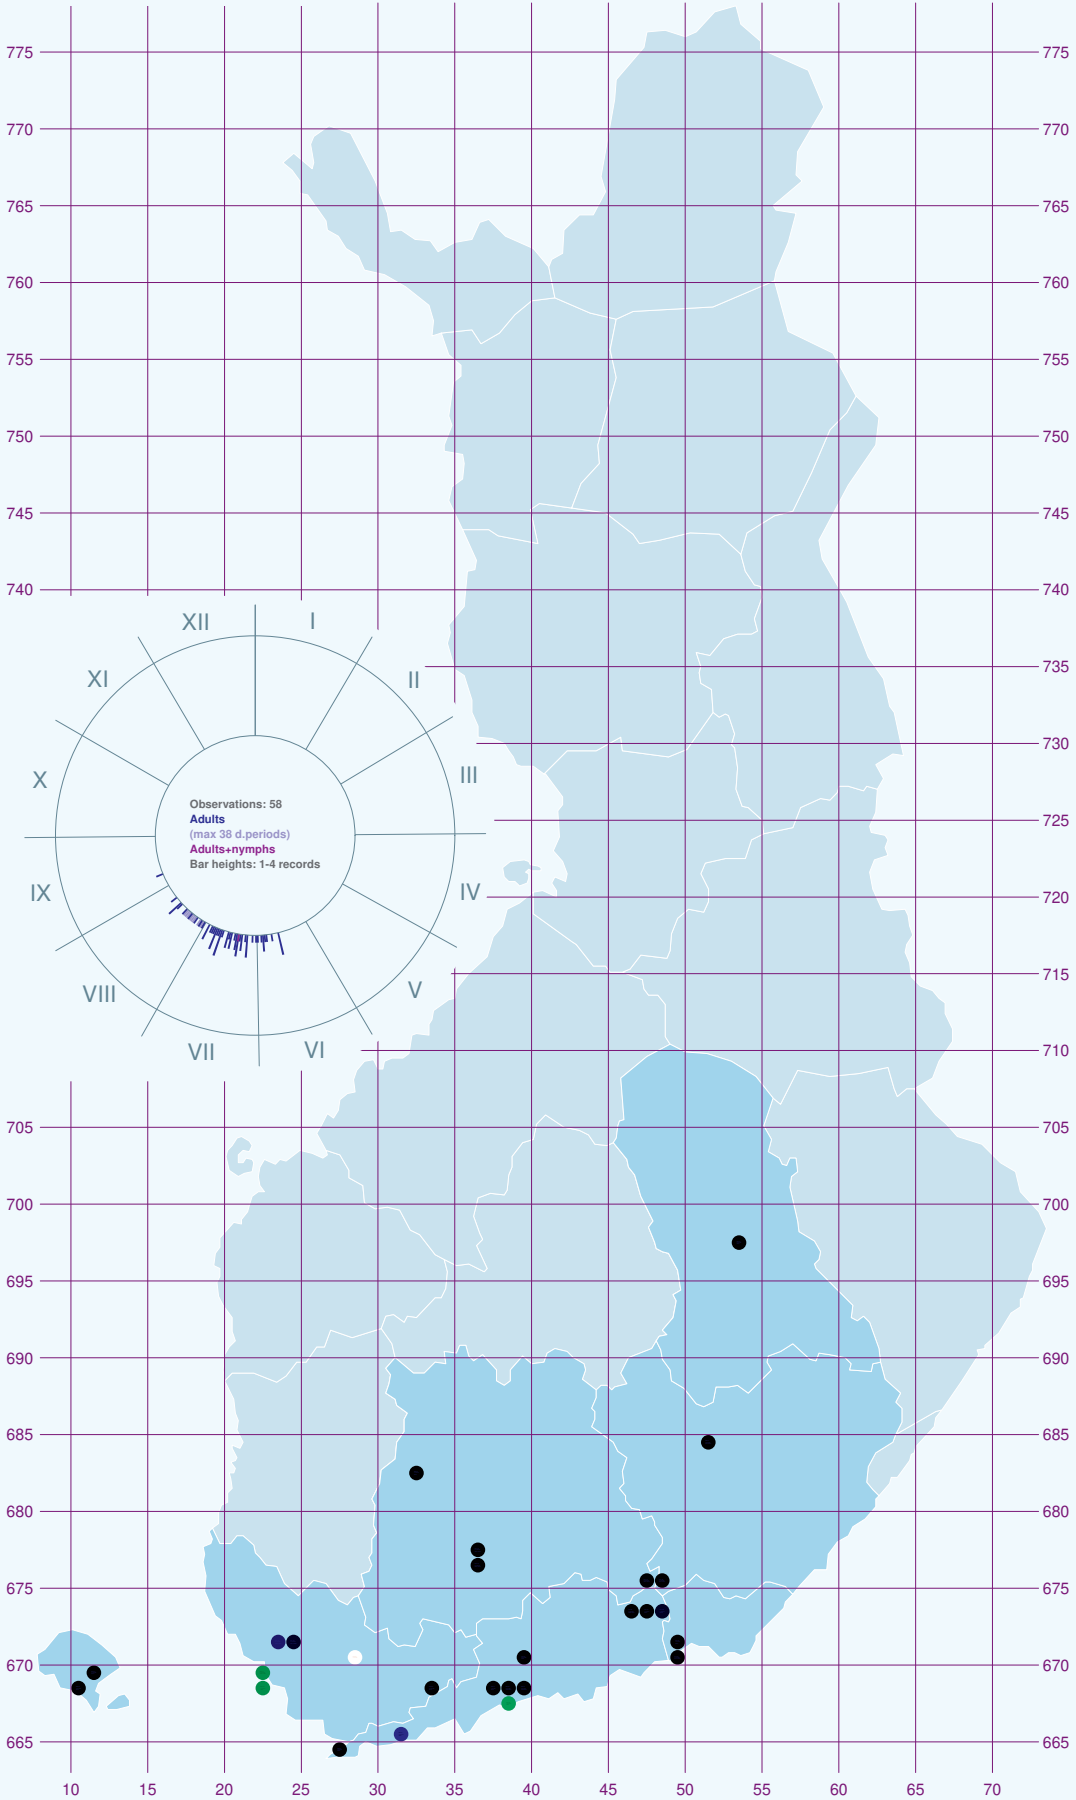 775 775
770 770
765 765
760 760
755 755
750 750
745 745
740 740
XII I
735 735
XI II
730 730
X III
Observations: 58
Adults
725
(max 38 d.periods)
Adults+nymphs
Bar heights: 1-4 records
IX IV
720
715
VIII V
VII VI
710
705 705
700 700
695 695
690 690
685 685
680 680
675 675
670 670
665 665
10 15 20 25 30 35 40 45 50 55 60 65 70